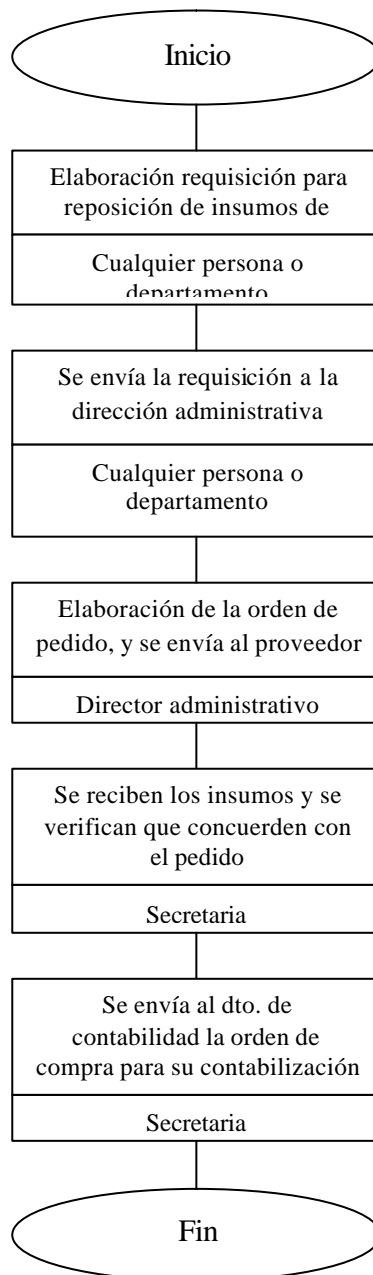 Inicio
Elaboración requisición para
reposición de insumos de
Cualquier persona o
departamento
Se envía la requisición a la
dirección administrativa
Cualquier persona o
departamento
Elaboración de la orden de
pedido, y se envía al proveedor
Director administrativo
Se reciben los insumos y se
verifican que concuerden con
el pedido
Secretaria
Se envía al dto. de
contabilidad la orden de
compra para su contabilización
Secretaria
Fin